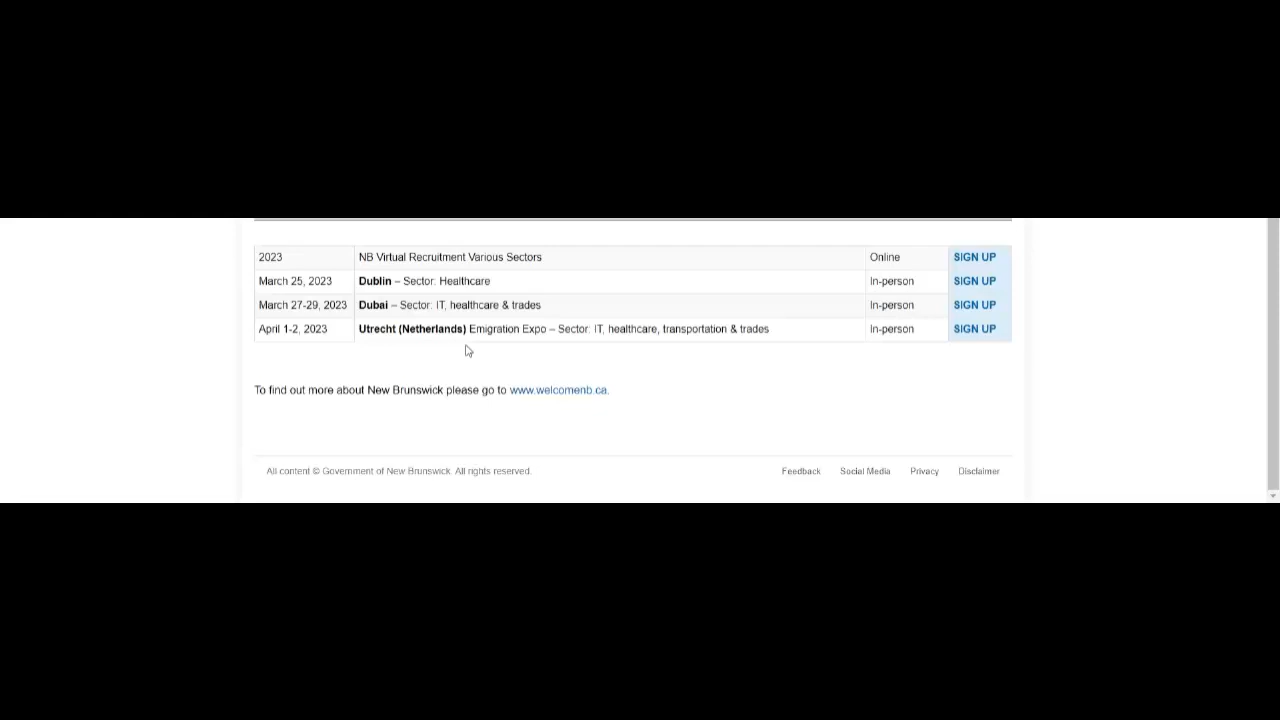 2023 NB Virtual Recruitment Various Sectors Online SIGN UP
March 25, 2023 Dublin – Sector: Healthcare In-person SIGN UP
March 27-29, 2023 Dubai – Sector: IT, healthcare & trades In-person SIGN UP
April 1-2, 2023 Utrecht (Netherlands) Emigration Expo – Sector: IT, healthcare, transportation & trades In-person SIGN UP
To find out more about New Brunswick please go to www.welcomenb.ca.
All content © Government of New Brunswick. All rights reserved. Feedback Social Media Privacy Disclaimer